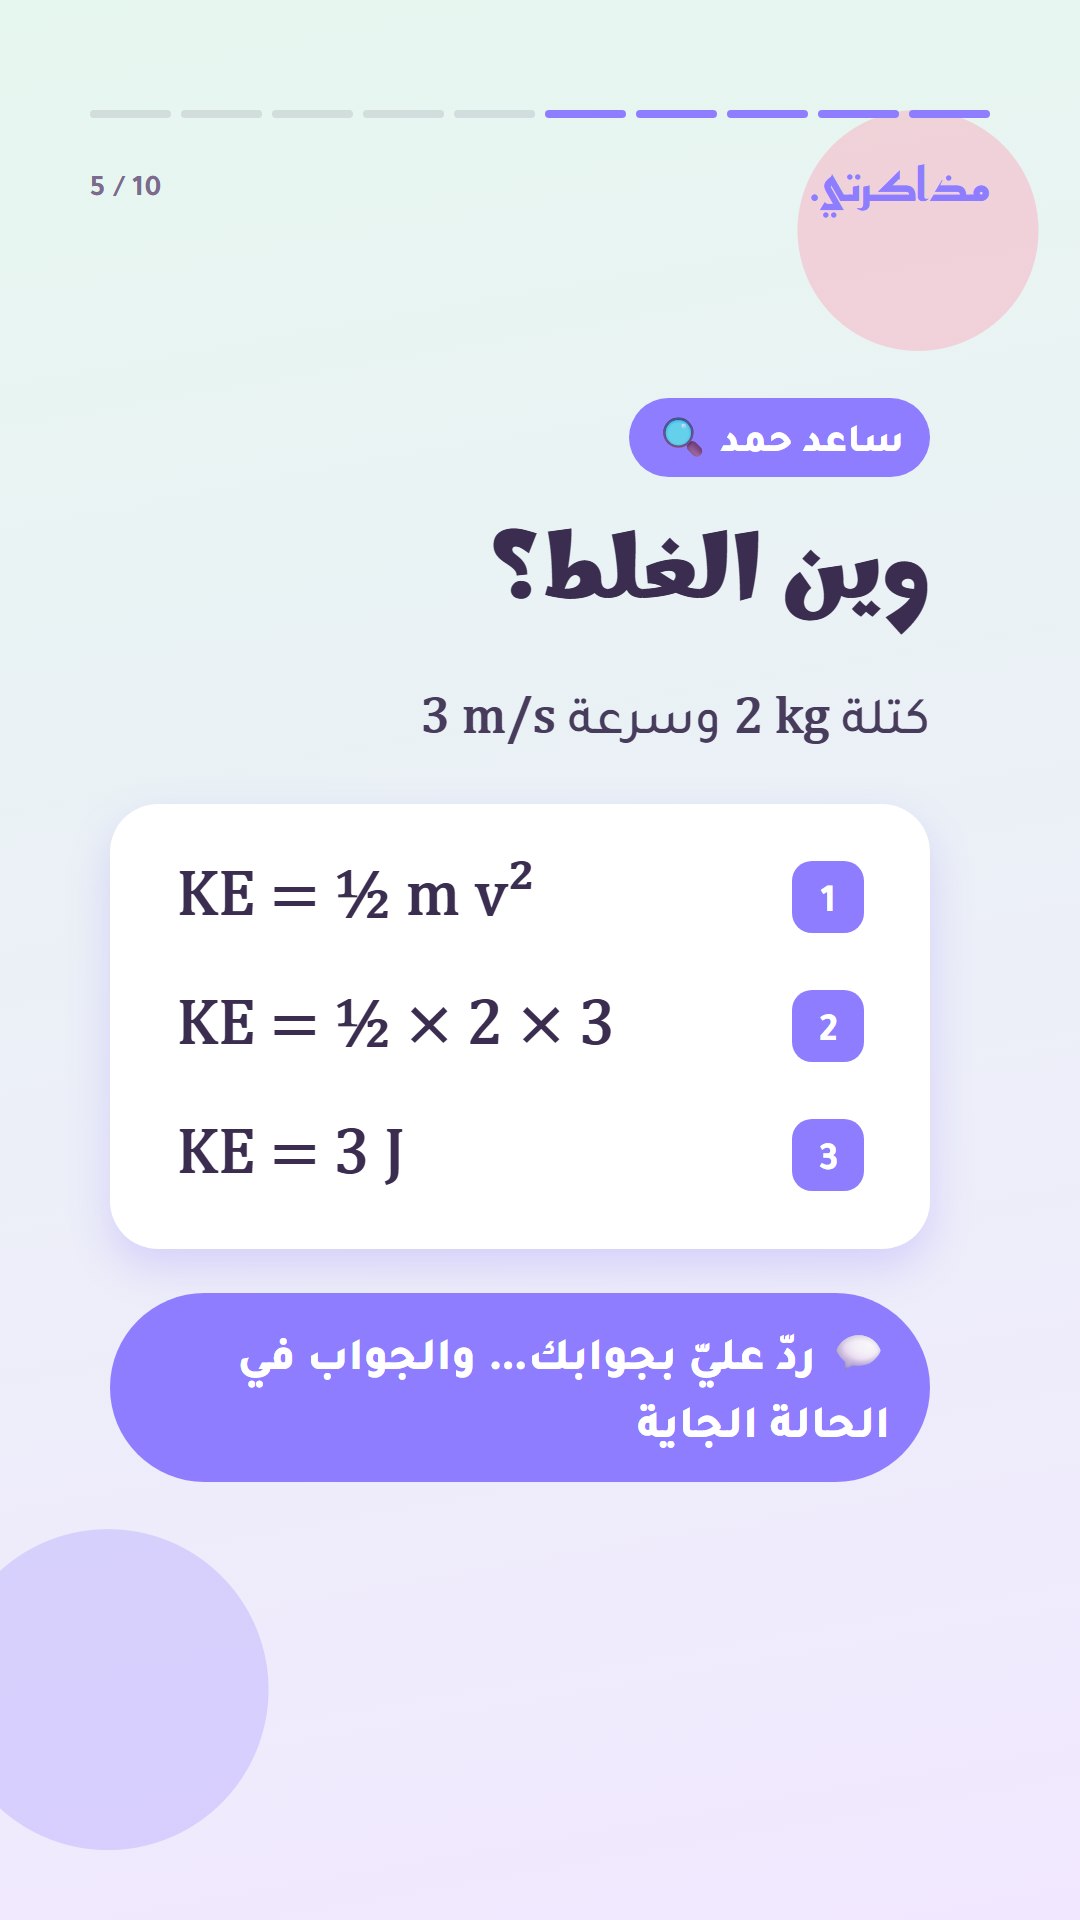 مذاكرتي.
5 / 10
ساعد حمد 🔍
وين الغلط؟
كتلة 2 kg وسرعة 3 m/s
1 KE = ½ m v²
2 KE = ½ × 2 × 3
3 KE = 3 J
💬 ردّ عليّ بجوابك... والجواب في
الحالة الجاية